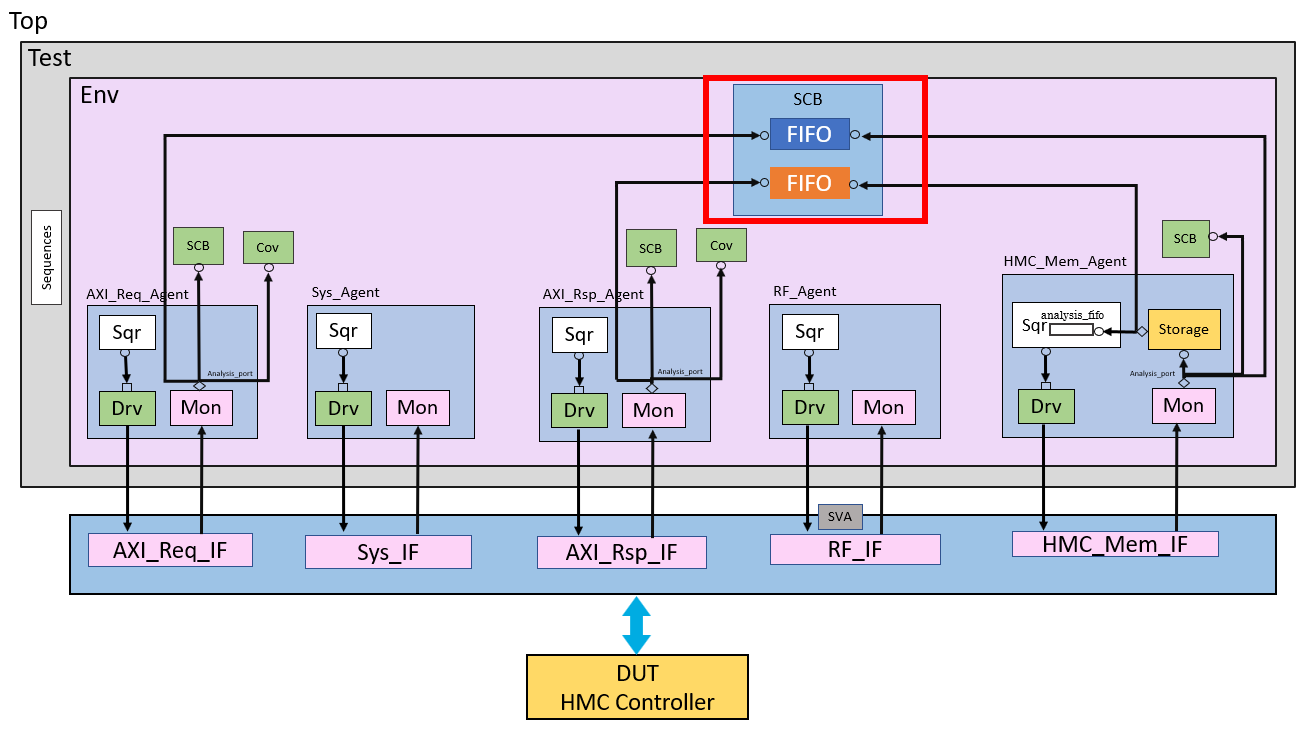 Top
Test
Env
SCB
FIFO
FIFO
Sequences
SCB
Cov
SCB
Cov
SCB
AXI_Req_Agent
Sys_Agent
AXI_Rsp_Agent
RF_Agent
HMC_Mem_Agent
Sqr
Sqr
Sqr
Sqr
Sqr
analysis_fifo
Storage
Analysis_port
Analysis_port
Analysis_port
Drv
Mon
Drv
Mon
Drv
Mon
Drv
Mon
Drv
Mon
SVA
AXI_Req_IF
Sys_IF
AXI_Rsp_IF
RF_IF
HMC_Mem_IF
DUT
HMC Controller